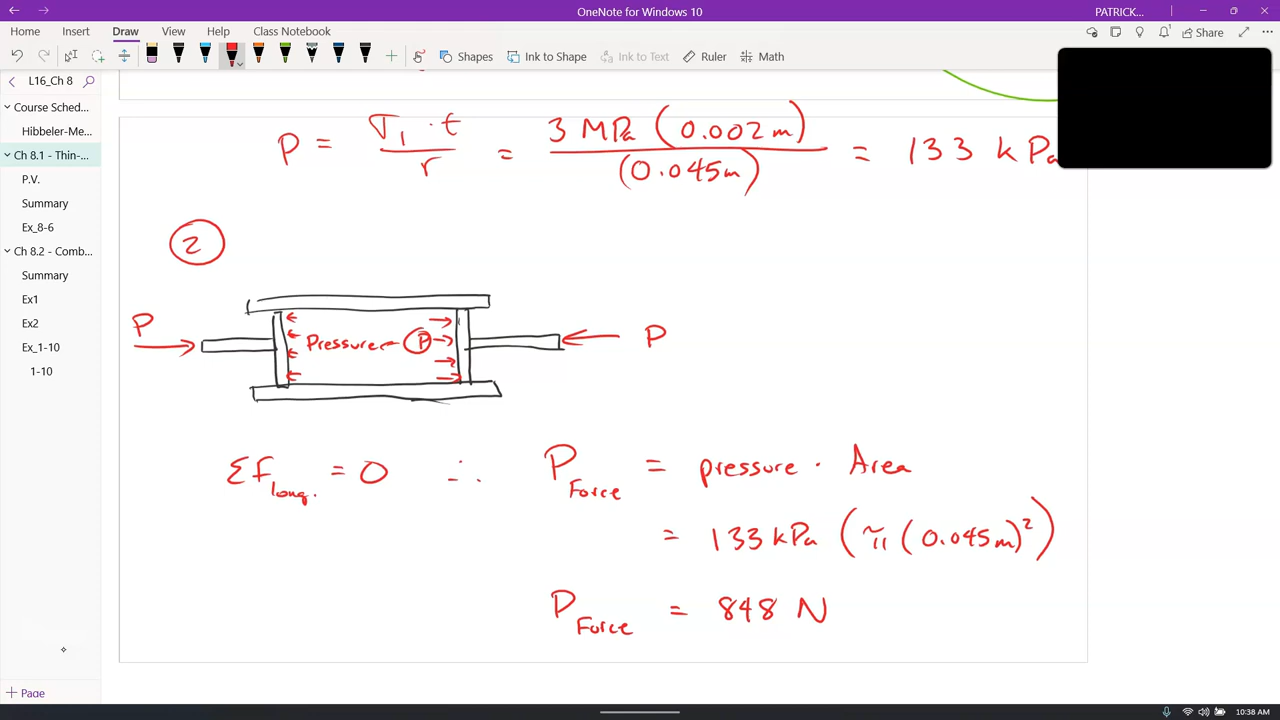 OneNote for Windows 10
PATRICK...
Home Insert Draw View Help Class Notebook
Share
Shapes Ink to Shape Ink to Text Ruler Math
L16_Ch 8
Course Sched...
Hibbeler-Me...
Ch 8.1 - Thin-...
P.V.
Summary
Ex_8-6
Ch 8.2 - Comb...
Summary
Ex1
Ex2
Ex_1-10
1-10
Page
P = σ₁ · t / r = 3 MPa (0.002 m) / (0.045m) = 133 kPa
2
P Pressure P P
ΣF long. = 0 ∴ P Force = pressure · Area
= 133 kPa (π (0.045m)²)
P Force = 848 N
10:38 AM